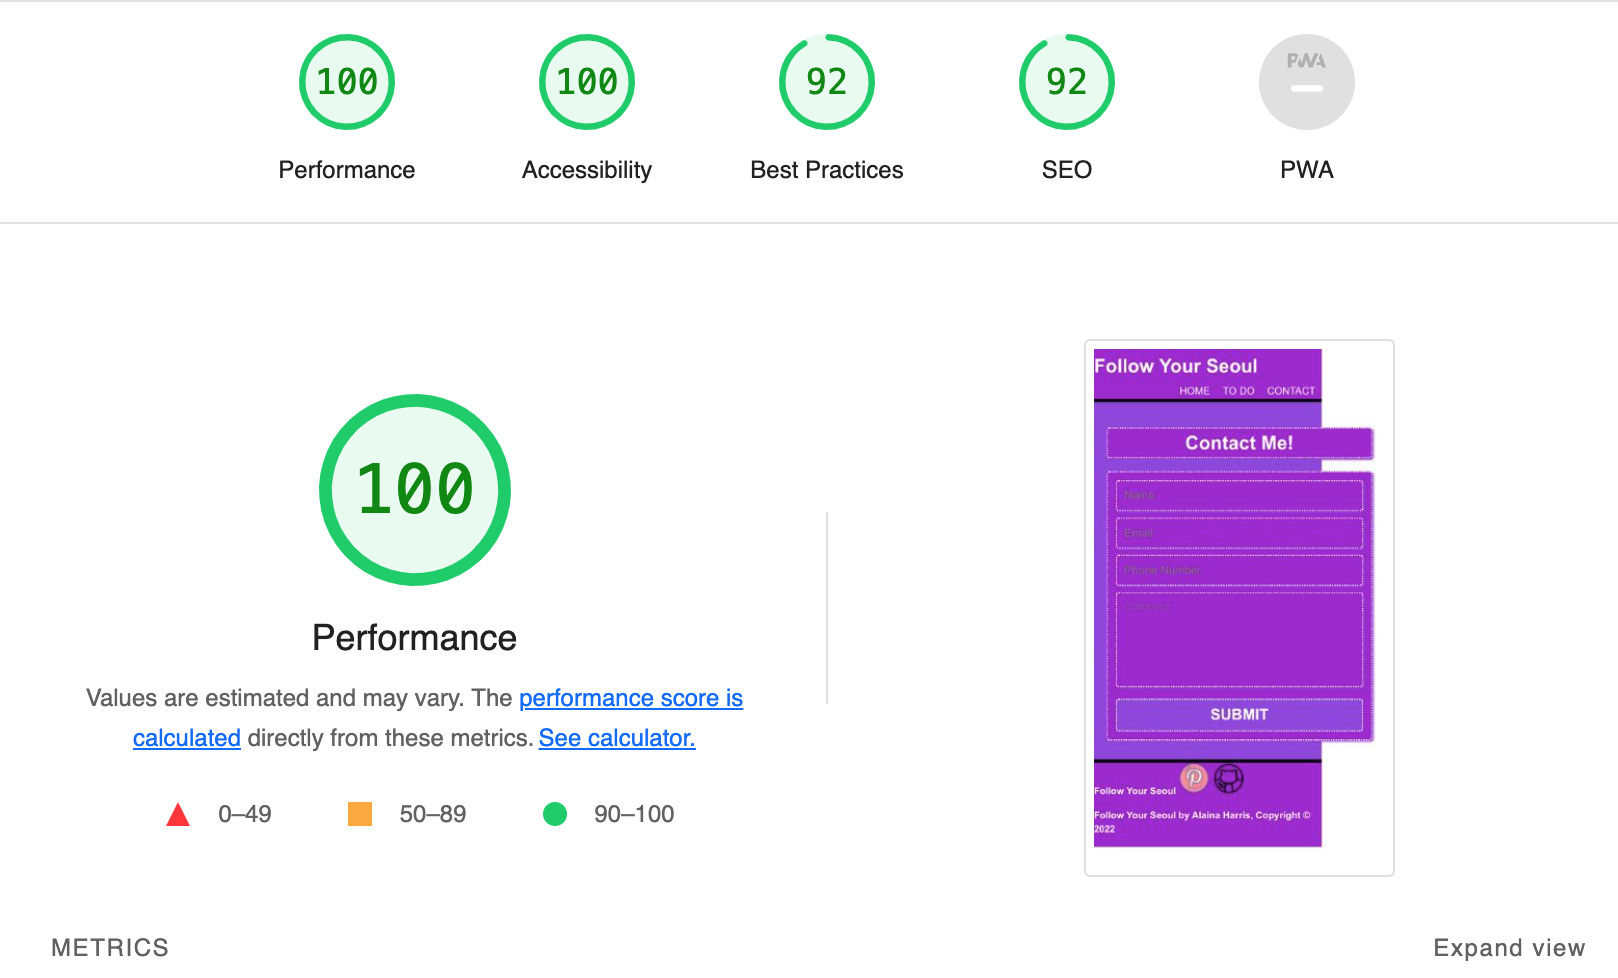 100
100
92
92
PWA
Performance
Accessibility
Best Practices
SEO
PWA
100
Performance
Values are estimated and may vary. The performance score is
calculated directly from these metrics. See calculator.
0–49
50–89
90–100
Follow Your Seoul
HOME TO DO CONTACT
Contact Me!
Name
Email
Phone Number
Comment
SUBMIT
Follow Your Seoul
Follow Your Seoul by Alaina Harris, Copyright ©
2022
METRICS
Expand view